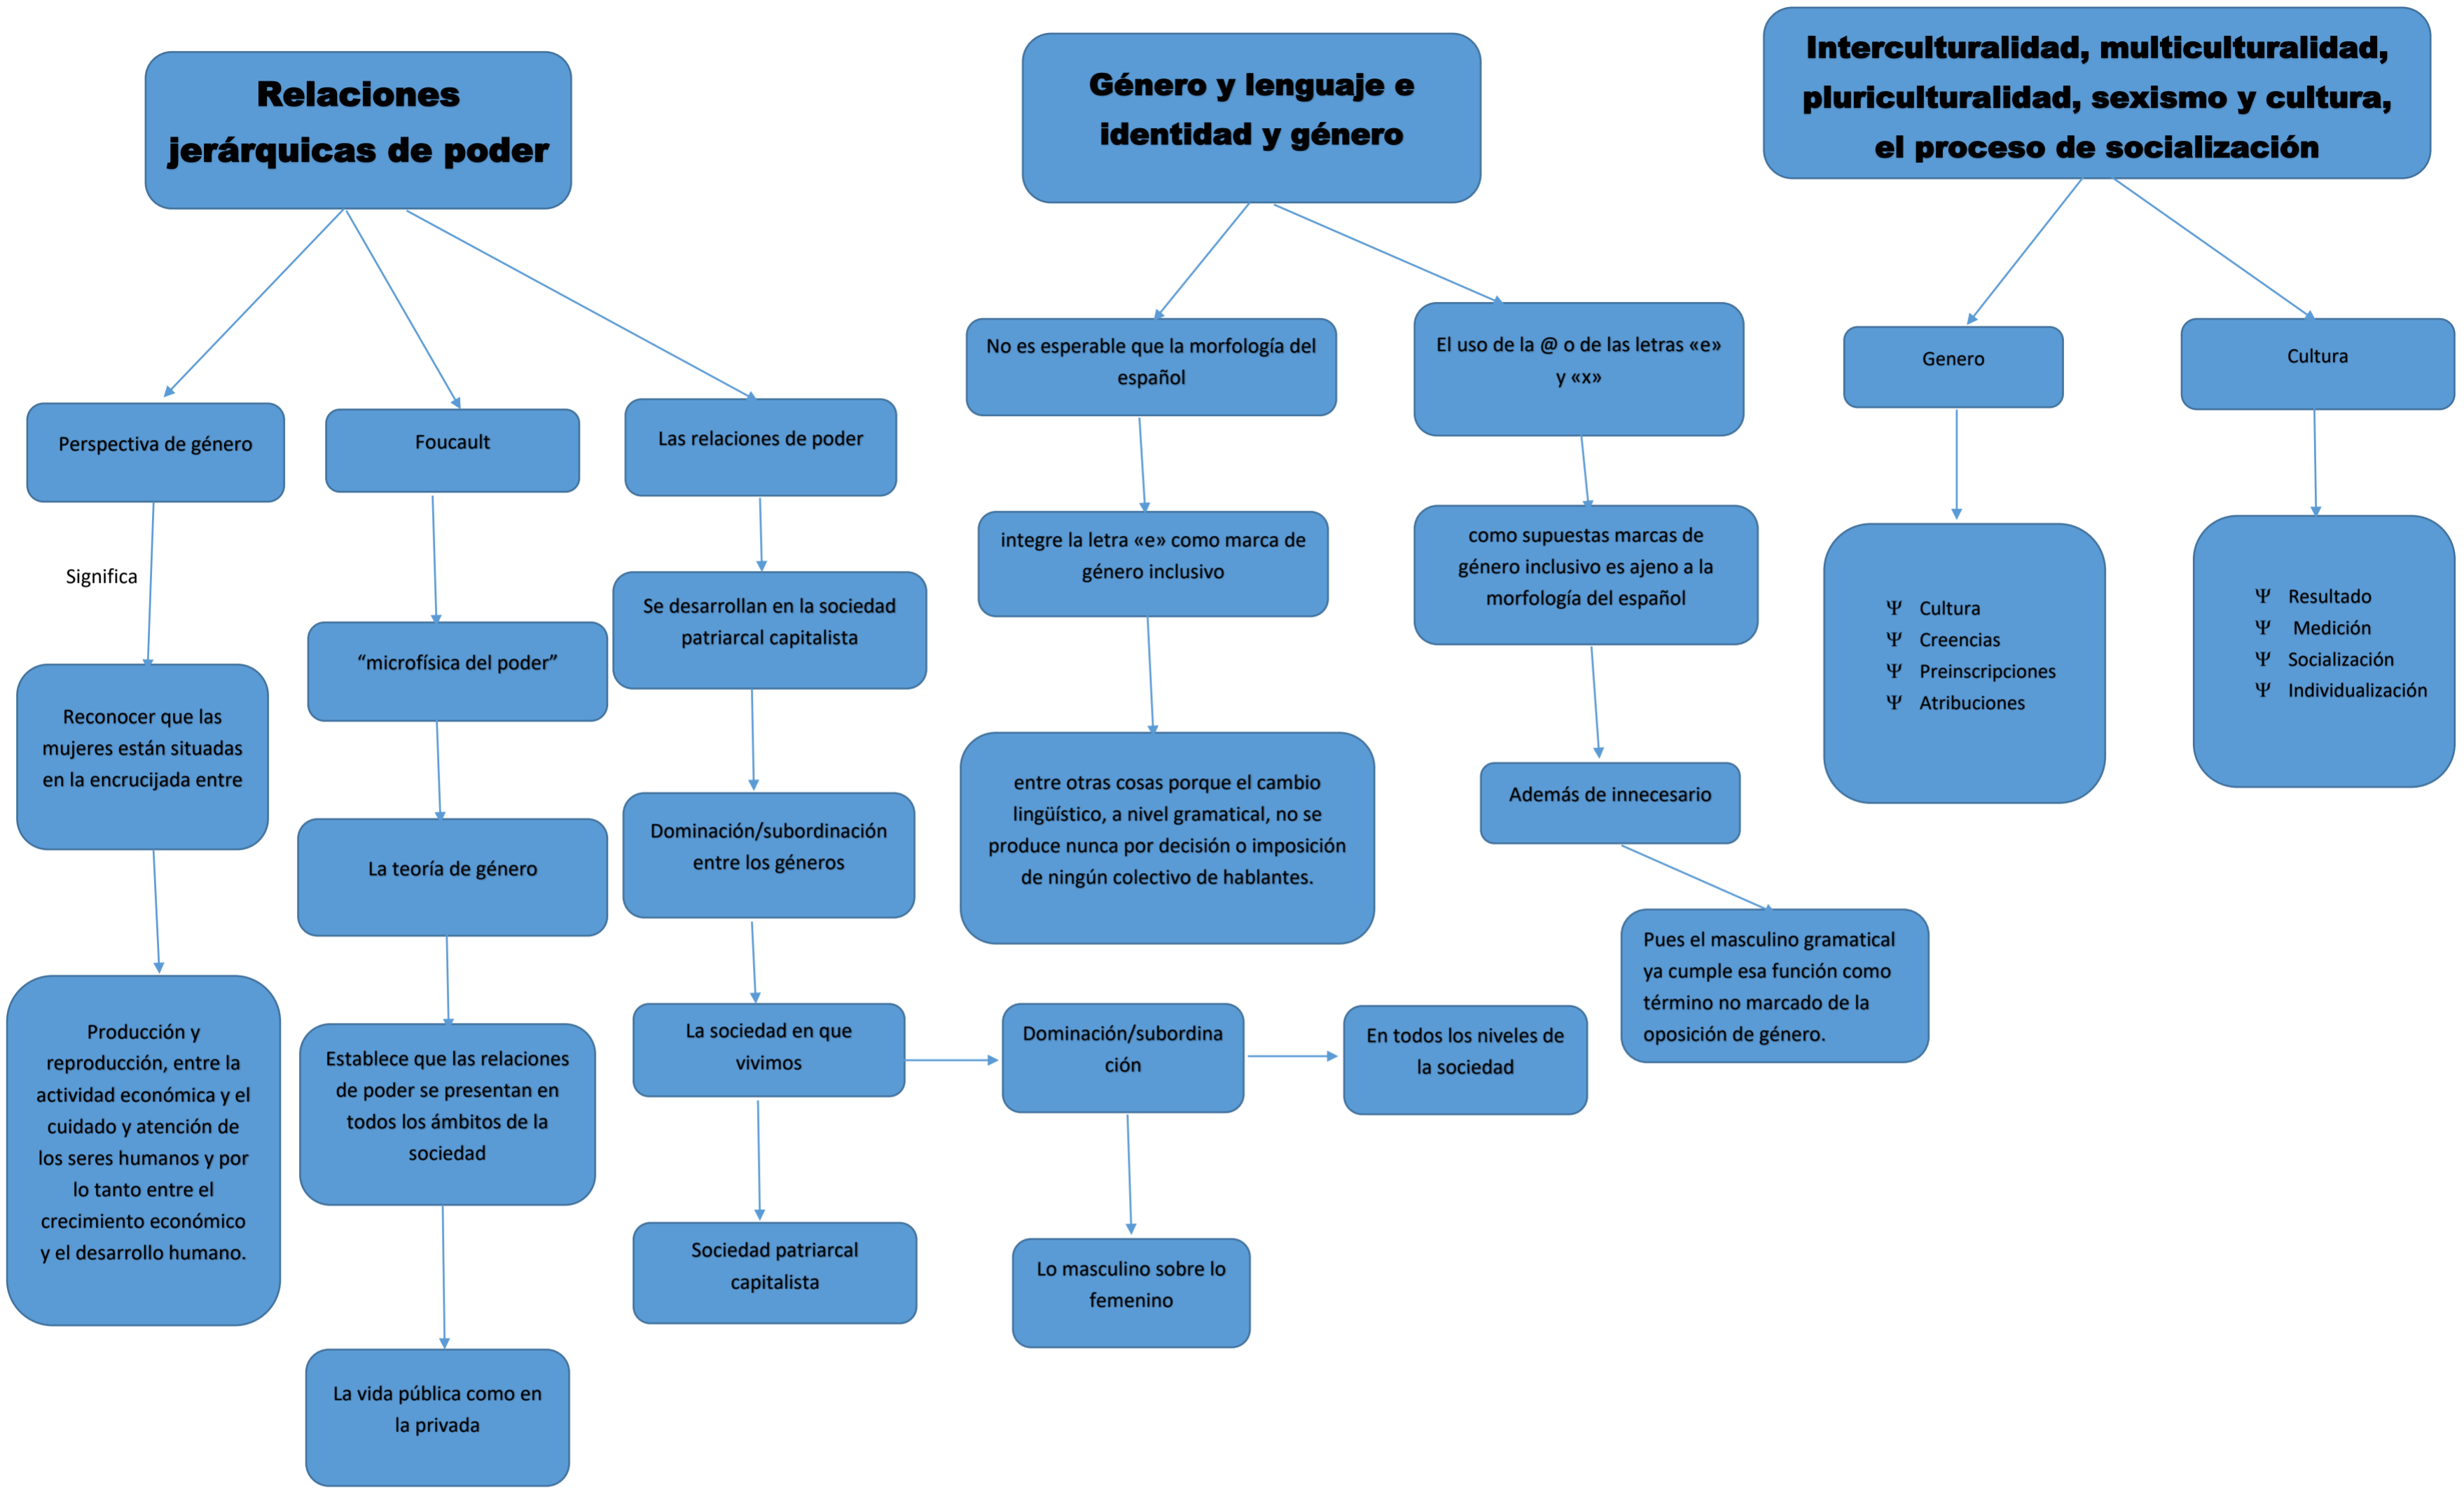 Relaciones
jerárquicas de poder
Perspectiva de género
Significa
Reconocer que las
mujeres están situadas
en la encrucijada entre
Producción y
reproducción, entre la
actividad económica y el
cuidado y atención de
los seres humanos y por
lo tanto entre el
crecimiento económico
y el desarrollo humano.
Foucault
“microfísica del poder”
La teoría de género
Establece que las relaciones
de poder se presentan en
todos los ámbitos de la
sociedad
La vida pública como en
la privada
Las relaciones de poder
Se desarrollan en la sociedad
patriarcal capitalista
Dominación/subordinación
entre los géneros
La sociedad en que
vivimos
Sociedad patriarcal
capitalista
Dominación/subordina
ción
Lo masculino sobre lo
femenino
En todos los niveles de
la sociedad
Género y lenguaje e
identidad y género
No es esperable que la morfología del
español
integre la letra «e» como marca de
género inclusivo
entre otras cosas porque el cambio
lingüístico, a nivel gramatical, no se
produce nunca por decisión o imposición
de ningún colectivo de hablantes.
El uso de la @ o de las letras «e»
y «x»
como supuestas marcas de
género inclusivo es ajeno a la
morfología del español
Además de innecesario
Pues el masculino gramatical
ya cumple esa función como
término no marcado de la
oposición de género.
Interculturalidad, multiculturalidad,
pluriculturalidad, sexismo y cultura,
el proceso de socialización
Genero
Ψ Cultura
Ψ Creencias
Ψ Preinscripciones
Ψ Atribuciones
Cultura
Ψ Resultado
Ψ Medición
Ψ Socialización
Ψ Individualización